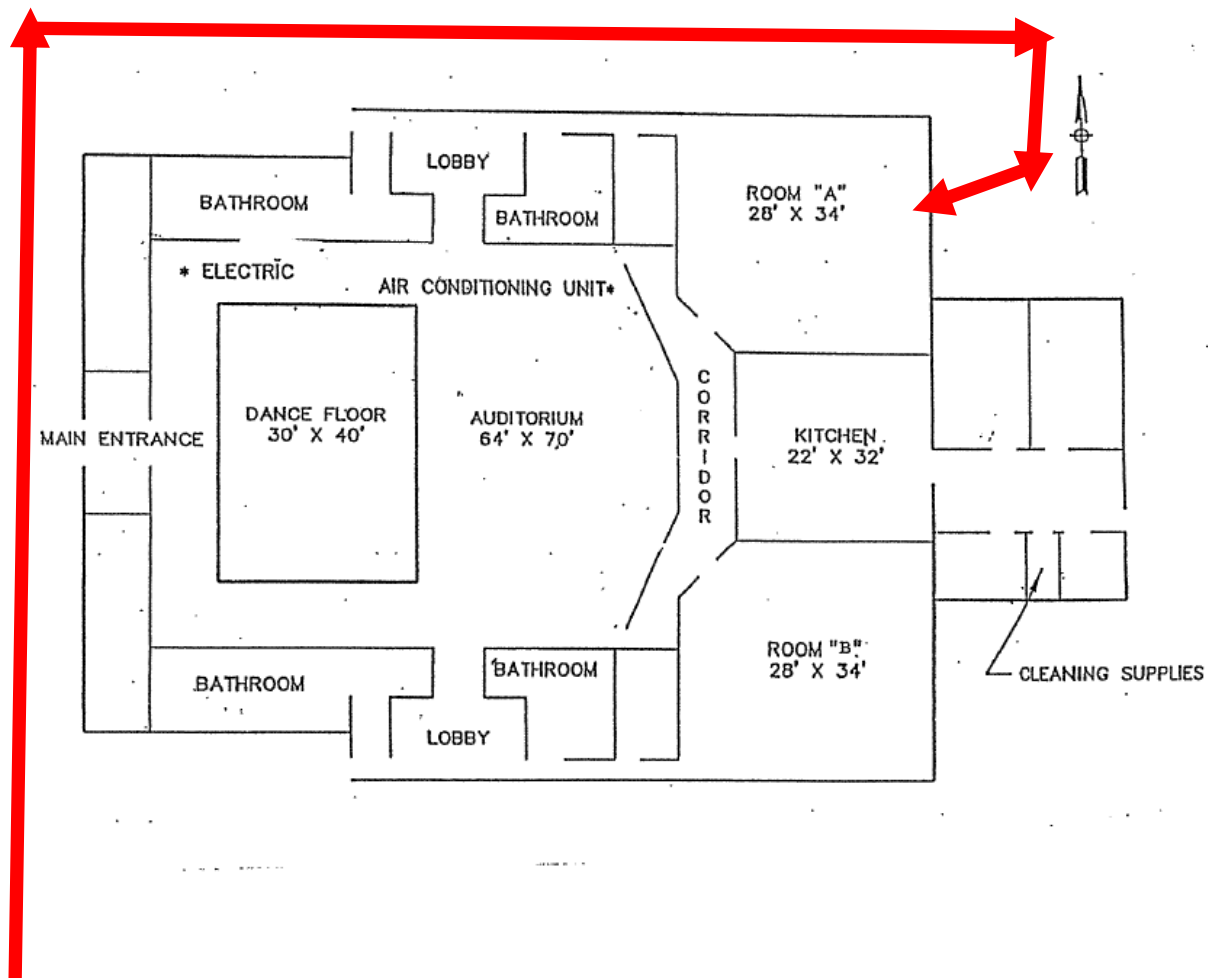 LOBBY
BATHROOM
BATHROOM
ROOM "A"
28' X 34'
* ELECTRIC
AIR CONDITIONING UNIT*
DANCE FLOOR
30' X 40'
AUDITORIUM
64' X 70'
CORRIDOR
MAIN ENTRANCE
KITCHEN
22' X 32'
BATHROOM
BATHROOM
ROOM "B"
28' X 34'
CLEANING SUPPLIES
LOBBY